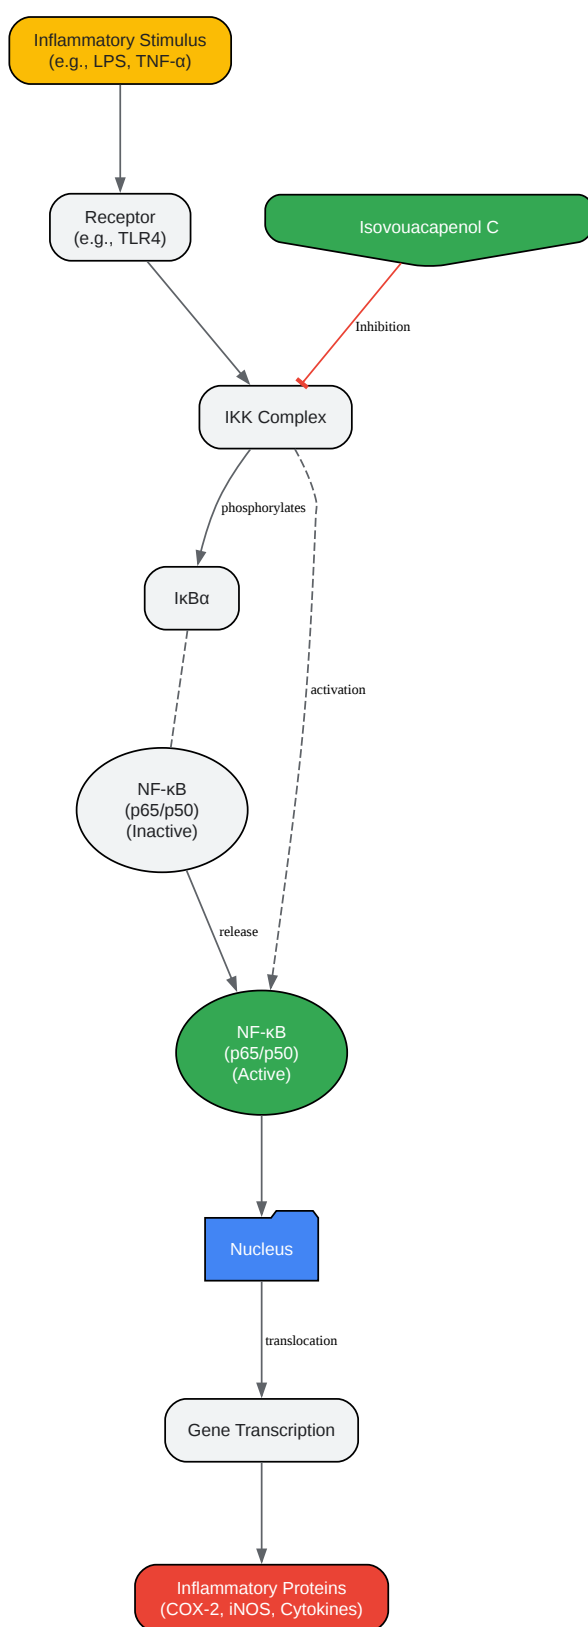 Inflammatory Stimulus
(e.g., LPS, TNF-α)
Receptor
(e.g., TLR4)
Isovouacapenol C
Inhibition
IKK Complex
phosphorylates
IκBα
activation
NF-κB
(p65/p50)
(Inactive)
release
NF-κB
(p65/p50)
(Active)
Nucleus
translocation
Gene Transcription
Inflammatory Proteins
(COX-2, iNOS, Cytokines)